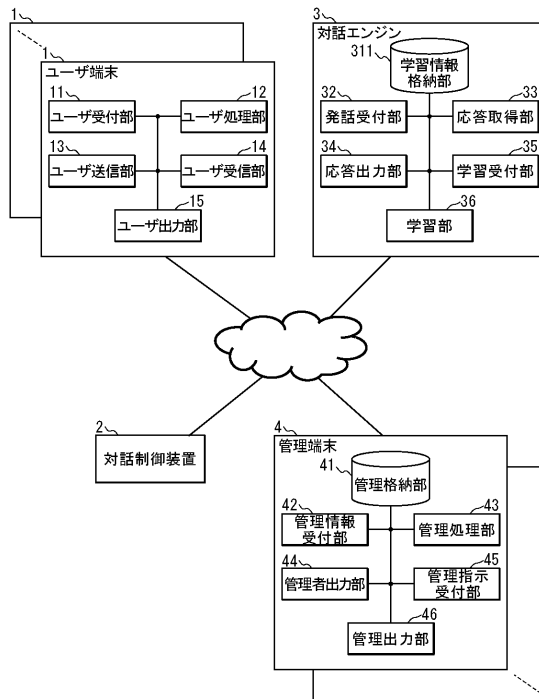 1
1
ユーザ端末
11
ユーザ受付部
12
ユーザ処理部
13
ユーザ送信部
14
ユーザ受信部
15
ユーザ出力部
3
対話エンジン
311
学習情報
格納部
32
発話受付部
33
応答取得部
34
応答出力部
35
学習受付部
36
学習部
2
対話制御装置
4
管理端末
41
管理格納部
42
管理情報
受付部
43
管理処理部
44
管理者出力部
45
管理指示
受付部
46
管理出力部